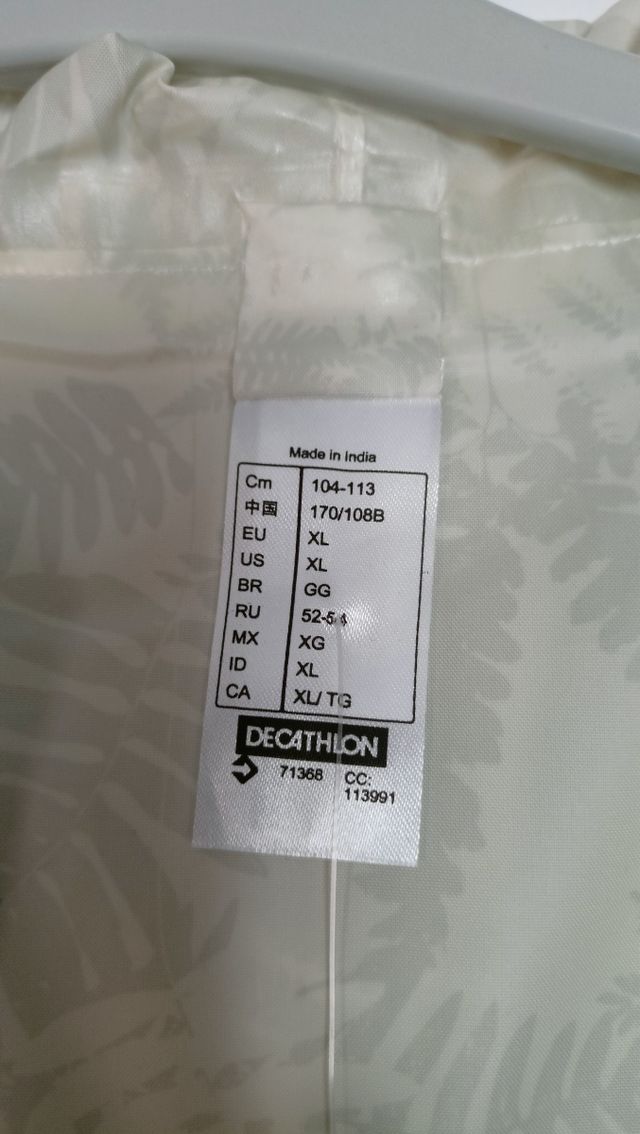 Made in India
Cm 104-113
中国 170/108B
EU XL
US XL
BR GG
RU 52-54
MX XG
ID XL
CA XL/ TG
DECATHLON
71368 CC:
113991